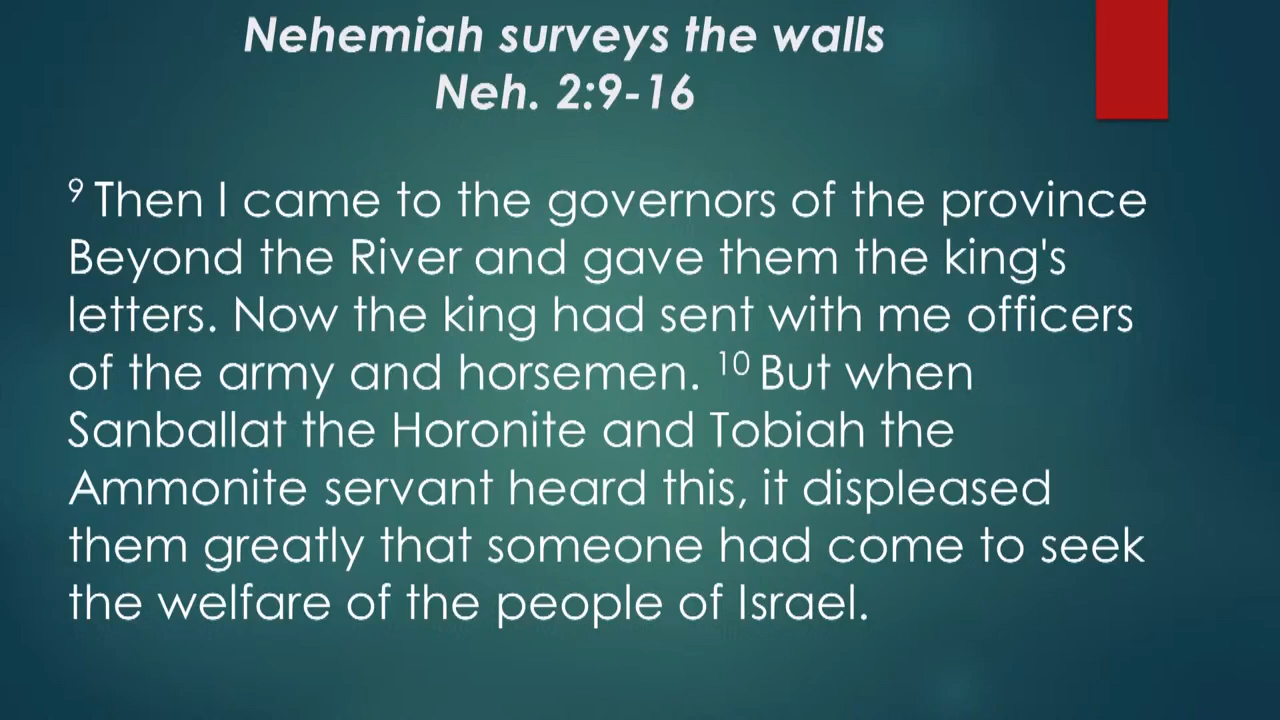 Nehemiah surveys the walls
Neh. 2:9-16
9 Then I came to the governors of the province
Beyond the River and gave them the king's
letters. Now the king had sent with me officers
of the army and horsemen. 10 But when
Sanballat the Horonite and Tobiah the
Ammonite servant heard this, it displeased
them greatly that someone had come to seek
the welfare of the people of Israel.